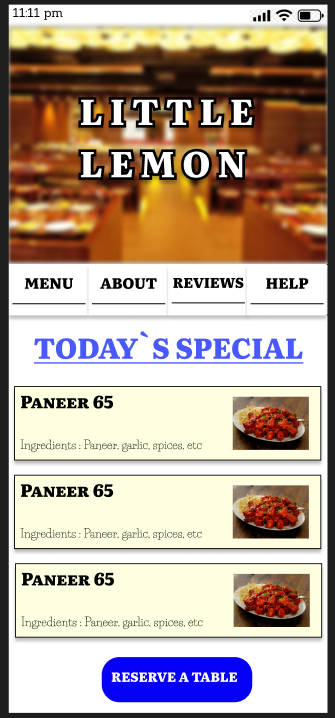 11:11 pm
LITTLE
LEMON
MENU ABOUT REVIEWS HELP
TODAY`S SPECIAL
PANEER 65
Ingredients : Paneer, garlic, spices, etc
PANEER 65
Ingredients : Paneer, garlic, spices, etc
PANEER 65
Ingredients : Paneer, garlic, spices, etc
RESERVE A TABLE